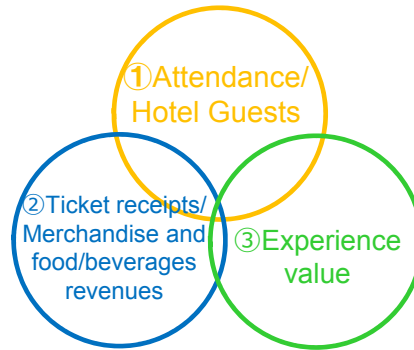 ①Attendance/
Hotel Guests
②Ticket receipts/
Merchandise and
food/beverages
revenues
③Experience
value